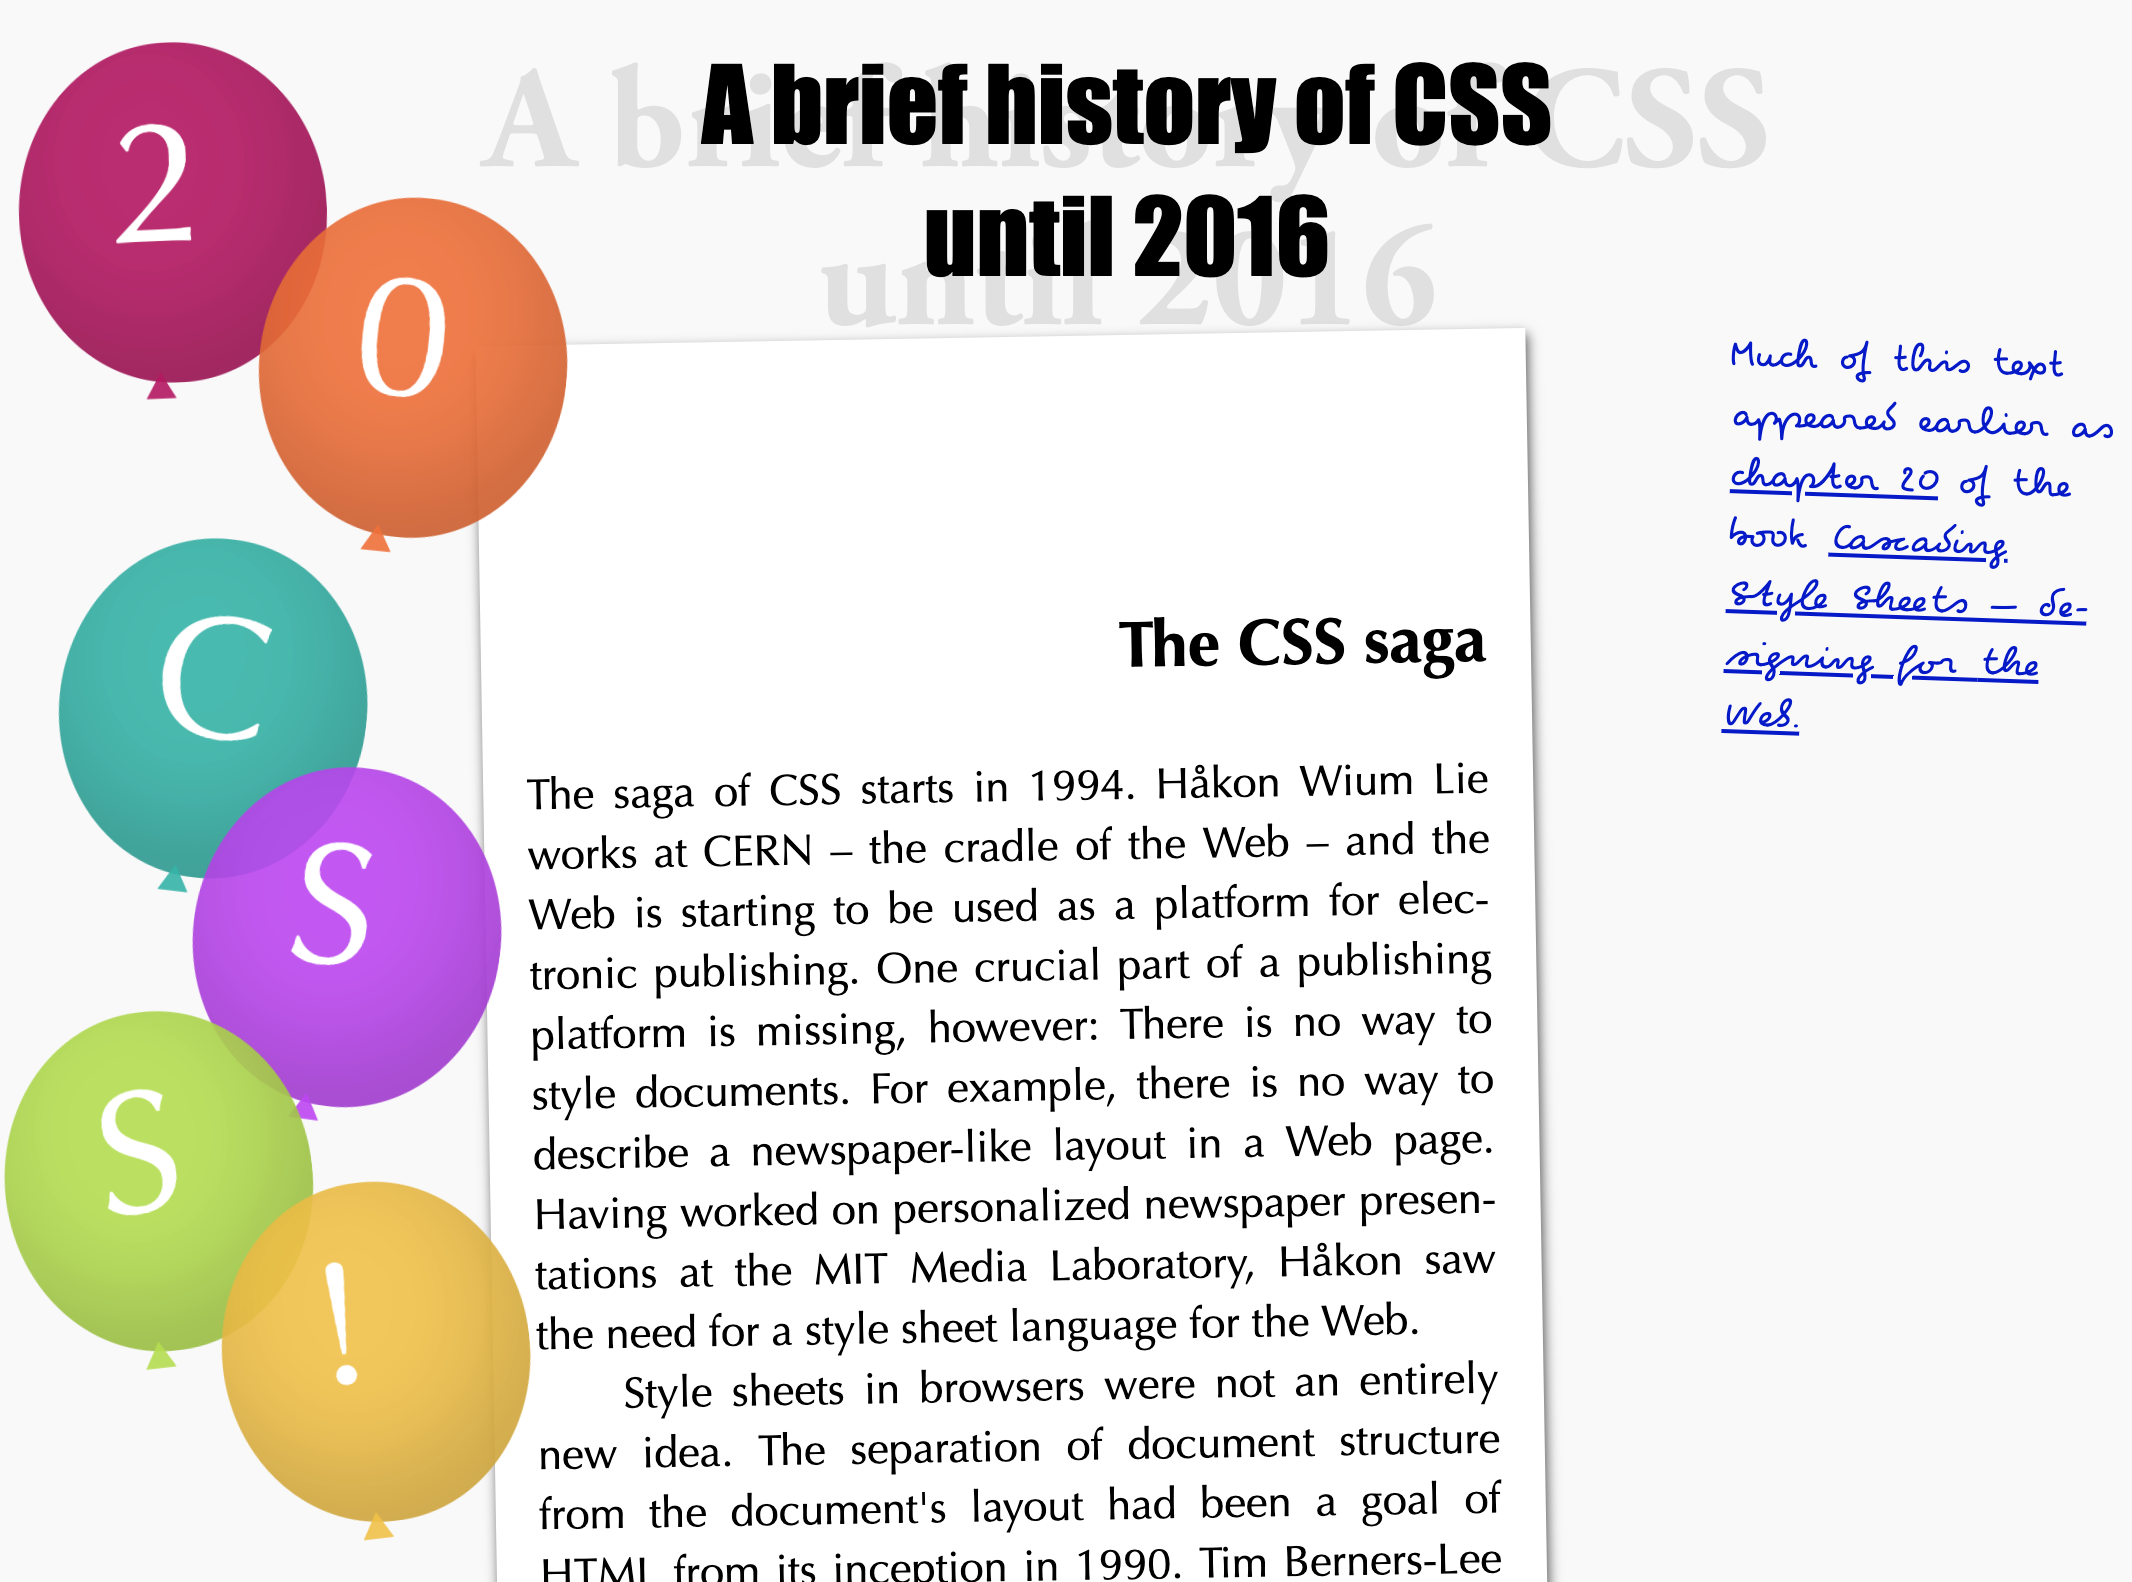 A brief history of CSS
until 2016
2
0
C
S
S
!
The CSS saga
The saga of CSS starts in 1994. Håkon Wium Lie
works at CERN – the cradle of the Web – and the
Web is starting to be used as a platform for elec-
tronic publishing. One crucial part of a publishing
platform is missing, however: There is no way to
style documents. For example, there is no way to
describe a newspaper-like layout in a Web page.
Having worked on personalized newspaper presen-
tations at the MIT Media Laboratory, Håkon saw
the need for a style sheet language for the Web.
Style sheets in browsers were not an entirely
new idea. The separation of document structure
from the document's layout had been a goal of
HTML from its inception in 1990. Tim Berners-Lee
Much of this text
appeared earlier as
chapter 20 of the
book Cascading
Style Sheets – de-
signing for the
Web.